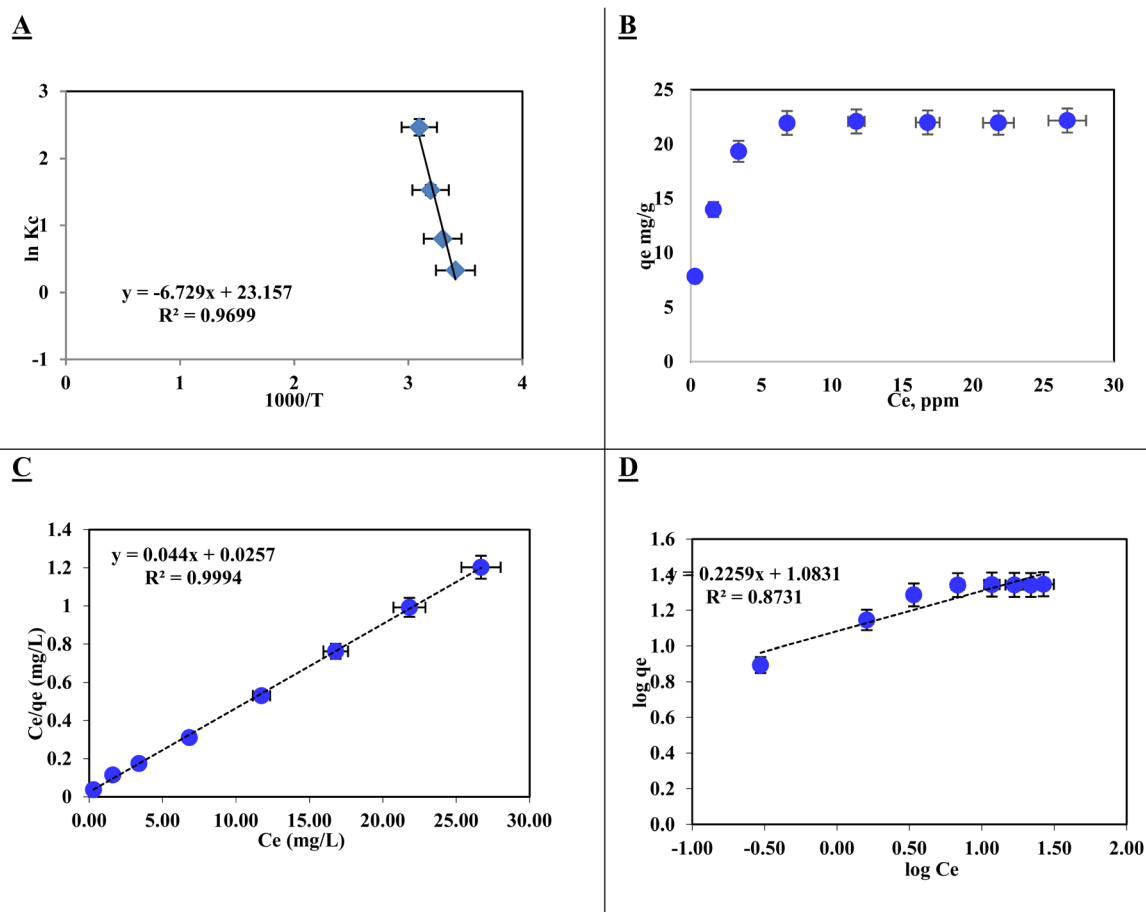 A
3
2
1
0
-1
ln Kc
y = -6.729x + 23.157
R² = 0.9699
0 1 2 3 4
1000/T
B
25
20
15
10
5
0
qe mg/g
0 5 10 15 20 25 30
Ce, ppm
C
1.4
1.2
1
0.8
0.6
0.4
0.2
0
Ce/qe (mg/L)
y = 0.044x + 0.0257
R² = 0.9994
0.00 5.00 10.00 15.00 20.00 25.00 30.00
Ce (mg/L)
D
1.6
1.4
1.2
1.0
0.8
0.6
0.4
0.2
0.0
log qe
y = 0.2259x + 1.0831
R² = 0.8731
-1.00 -0.50 0.00 0.50 1.00 1.50 2.00
log Ce